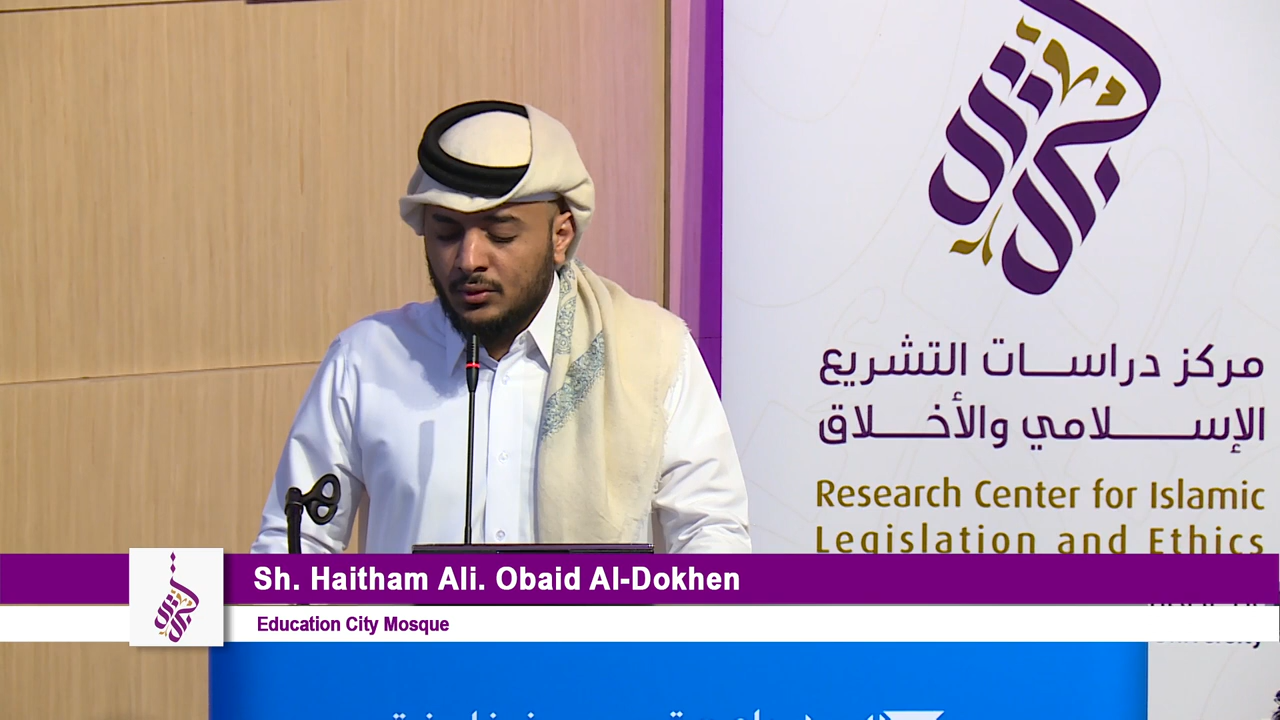 مركز دراسات التشريع
الإسلامي والأخلاق
Research Center for Islamic
Legislation and Ethics
Sh. Haitham Ali. Obaid Al-Dokhen
Education City Mosque